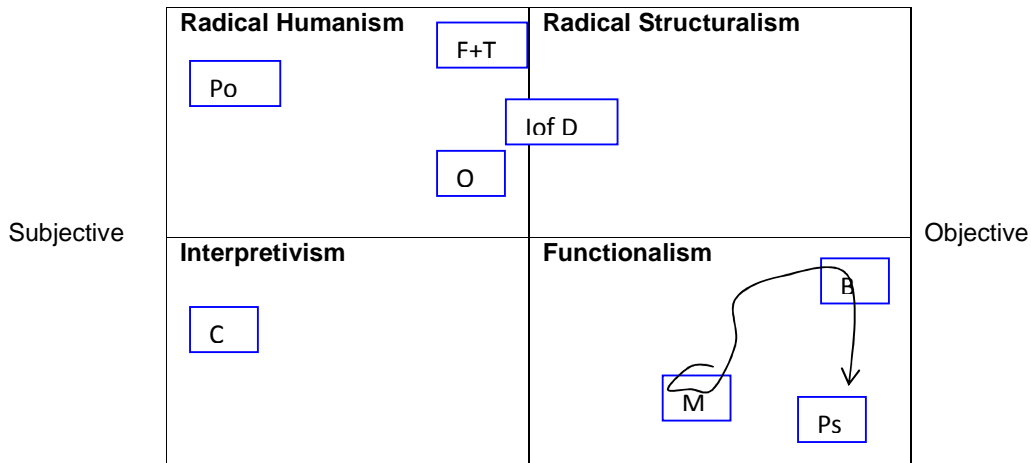 Radical Humanism
Radical Structuralism
F+T
Po
Iof D
O
Subjective
Objective
Interpretivism
Functionalism
B
C
M
Ps